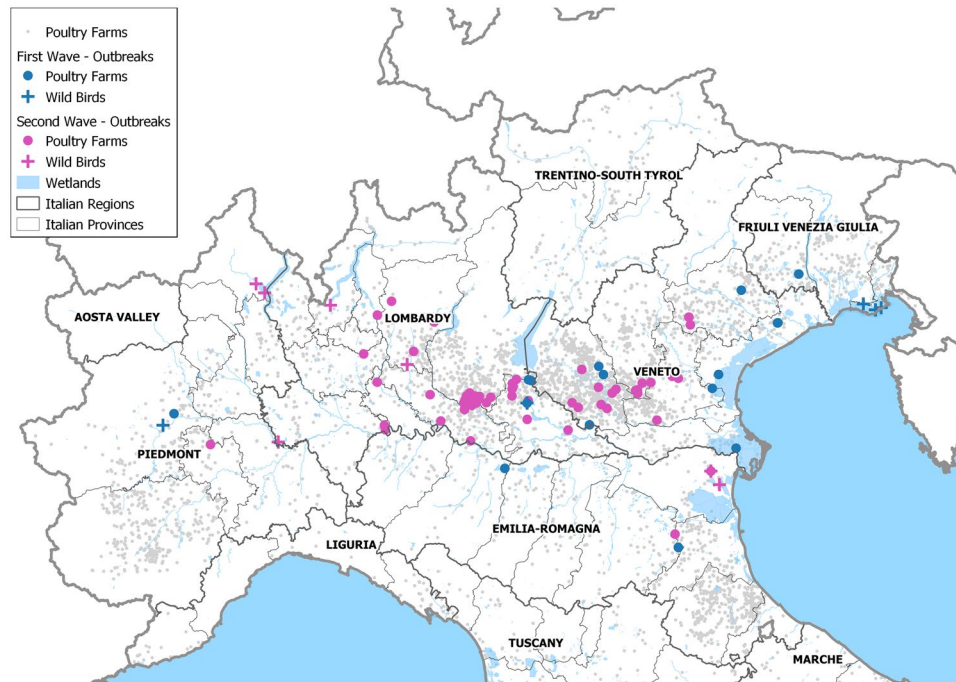 Poultry Farms
First Wave - Outbreaks
Poultry Farms
Wild Birds
Second Wave - Outbreaks
Poultry Farms
Wild Birds
Wetlands
Italian Regions
Italian Provinces
TRENTINO-SOUTH TYROL
FRIULI VENEZIA GIULIA
AOSTA VALLEY
LOMBARDY
VENETO
PIEDMONT
EMILIA-ROMAGNA
LIGURIA
TUSCANY
MARCHE